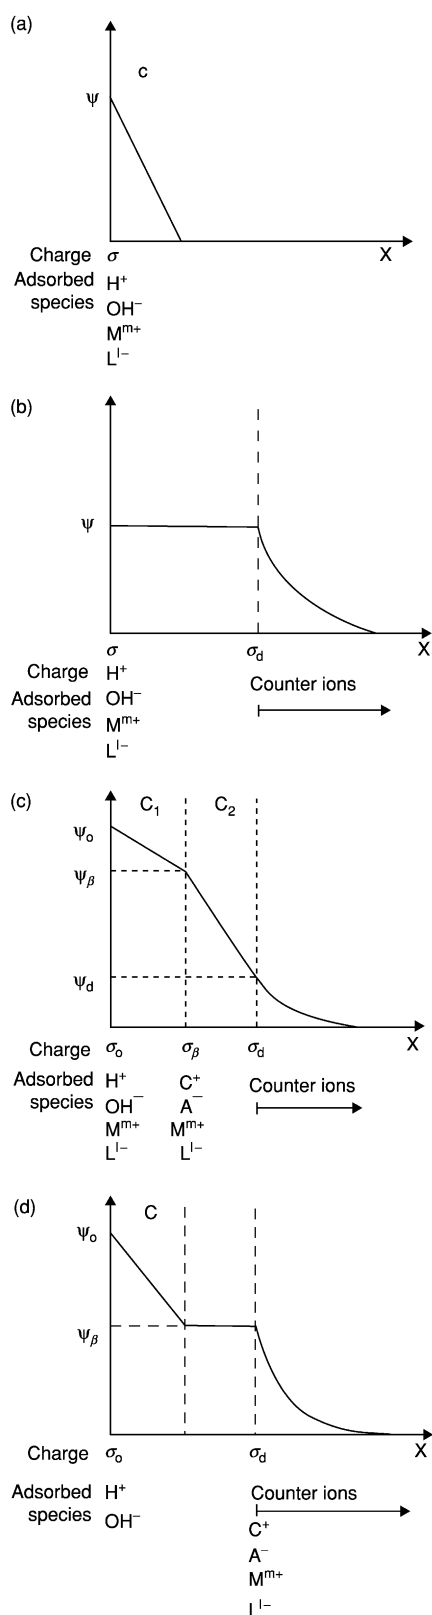 (a)
c
ψ
Charge σ X
Adsorbed H⁺
species OH⁻
Mᵐ⁺
Lˡ⁻
(b)
ψ
σ σd X
Charge H⁺ Counter ions
Adsorbed OH⁻
species Mᵐ⁺
Lˡ⁻
(c)
C₁ C₂
ψo
ψβ
ψd
Charge σo σβ σd X
Adsorbed H⁺ C⁺ Counter ions
species OH⁻ A⁻
Mᵐ⁺ Mᵐ⁺
Lˡ⁻ Lˡ⁻
(d)
C
ψo
ψβ
Charge σo σd X
Adsorbed H⁺ Counter ions
species OH⁻ C⁺
A⁻
Mᵐ⁺
Lˡ⁻